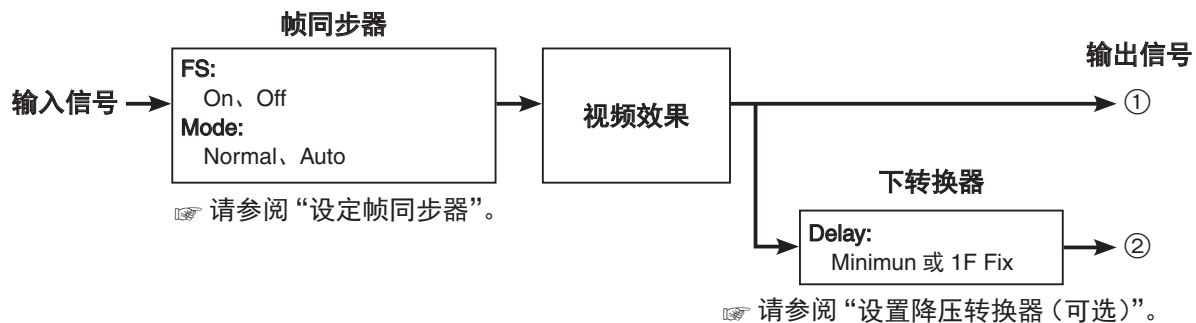 帧同步器
输出信号
输入信号
FS:
On、Off
Mode:
Normal、Auto
视频效果
①
☞ 请参阅“设定帧同步器”。
下转换器
Delay:
Minimun 或 1F Fix
②
☞ 请参阅“设置降压转换器（可选）”。